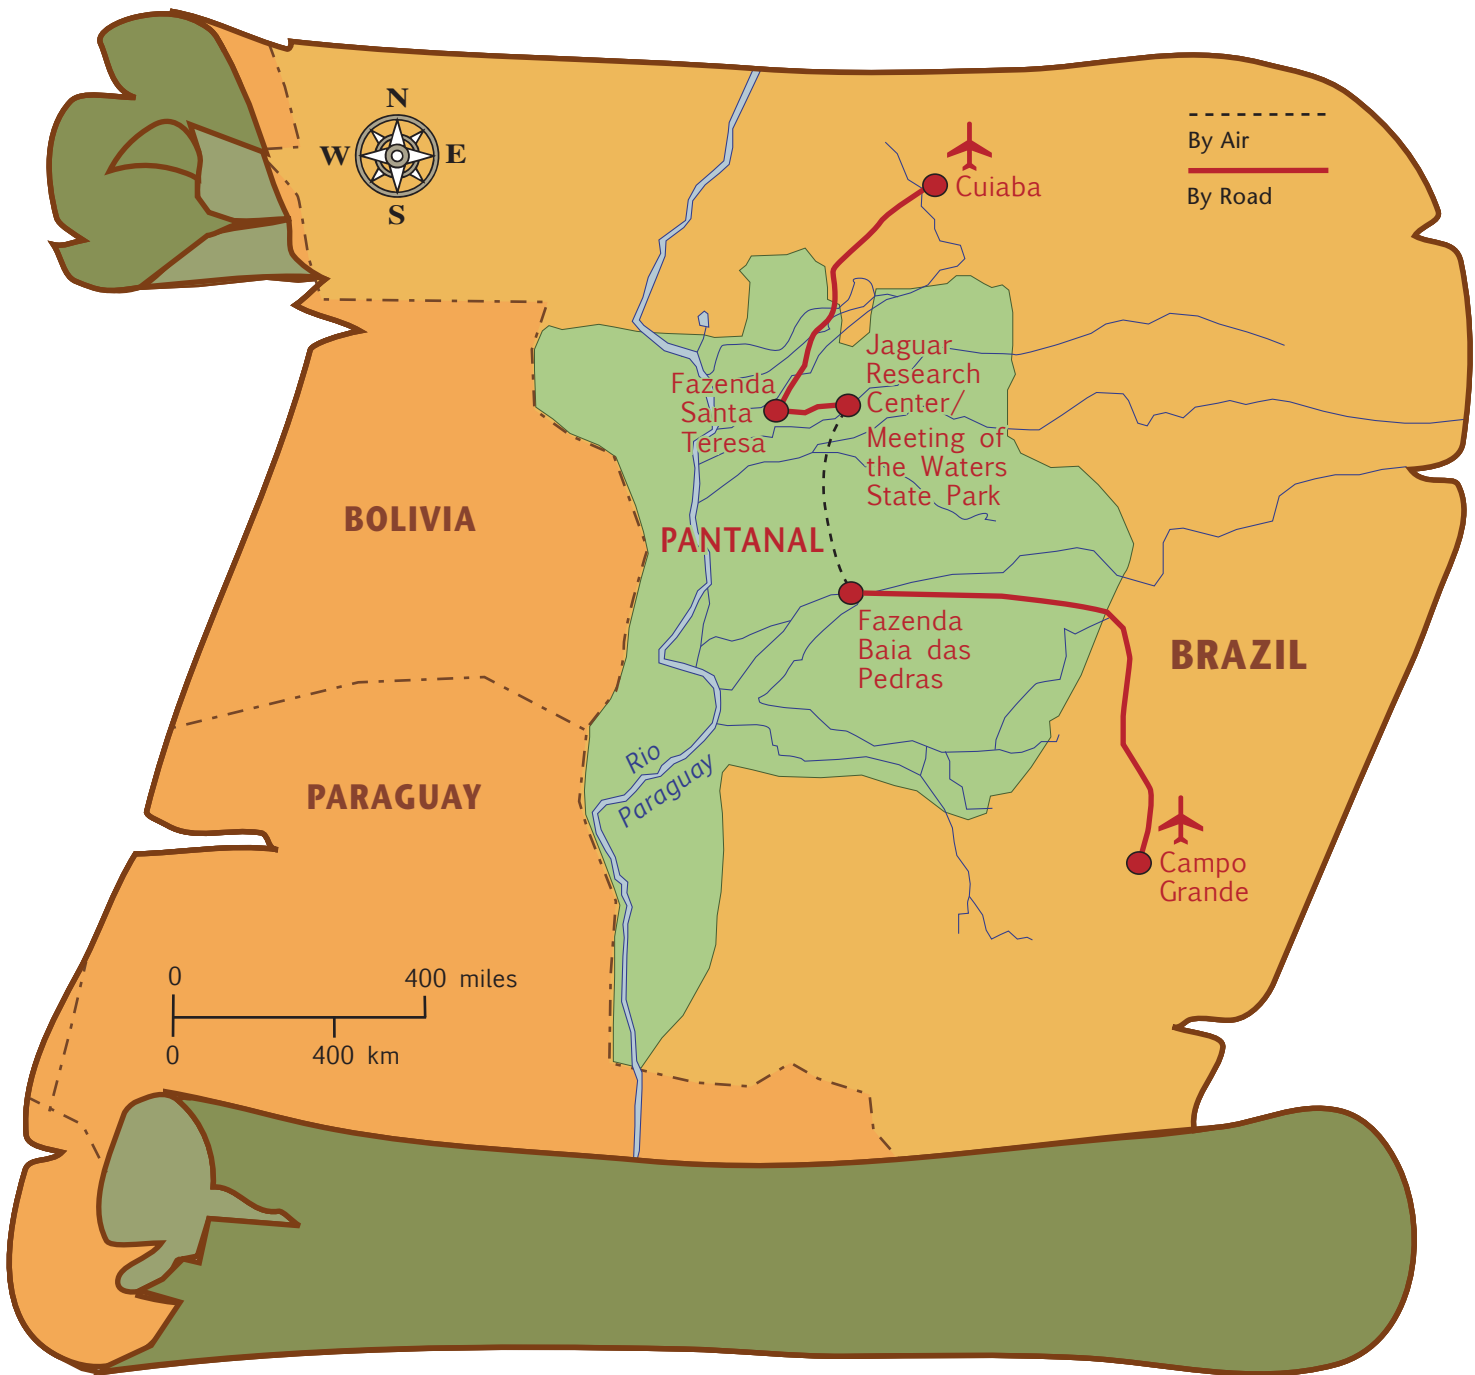 N
W
E
S
By Air
By Road
Cuiaba
Jaguar
Research
Center/
Meeting of
the Waters
State Park
Fazenda
Santa
Teresa
BOLIVIA
PANTANAL
Fazenda
Baia das
Pedras
BRAZIL
PARAGUAY
Rio
Paraguay
Campo
Grande
0 400 miles
0 400 km